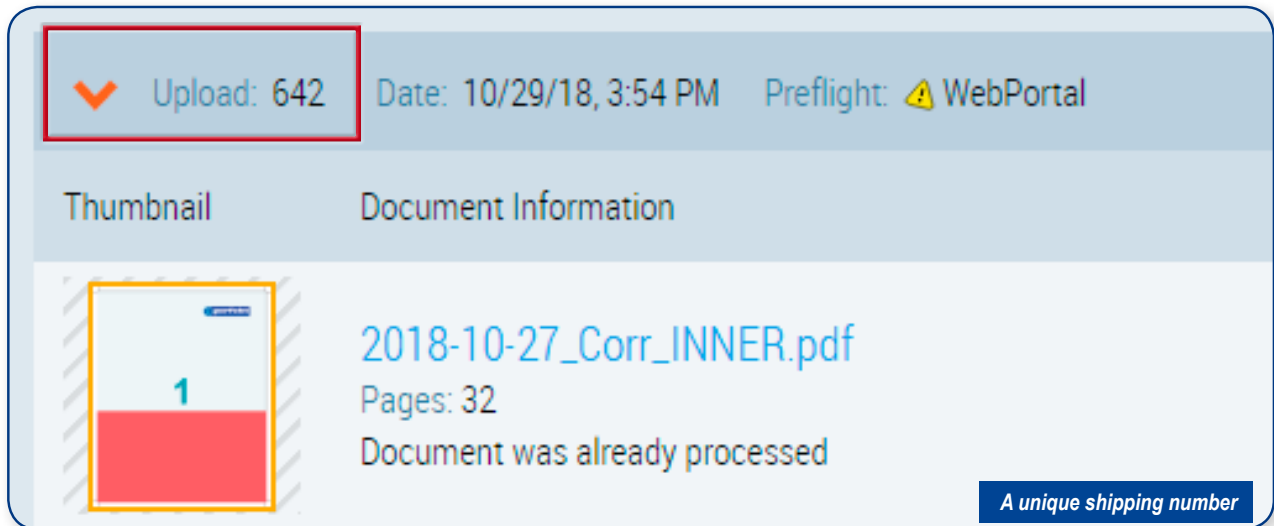 Upload: 642 Date: 10/29/18, 3:54 PM Preflight: WebPortal
Thumbnail Document Information
1
2018-10-27_Corr_INNER.pdf
Pages: 32
Document was already processed
A unique shipping number